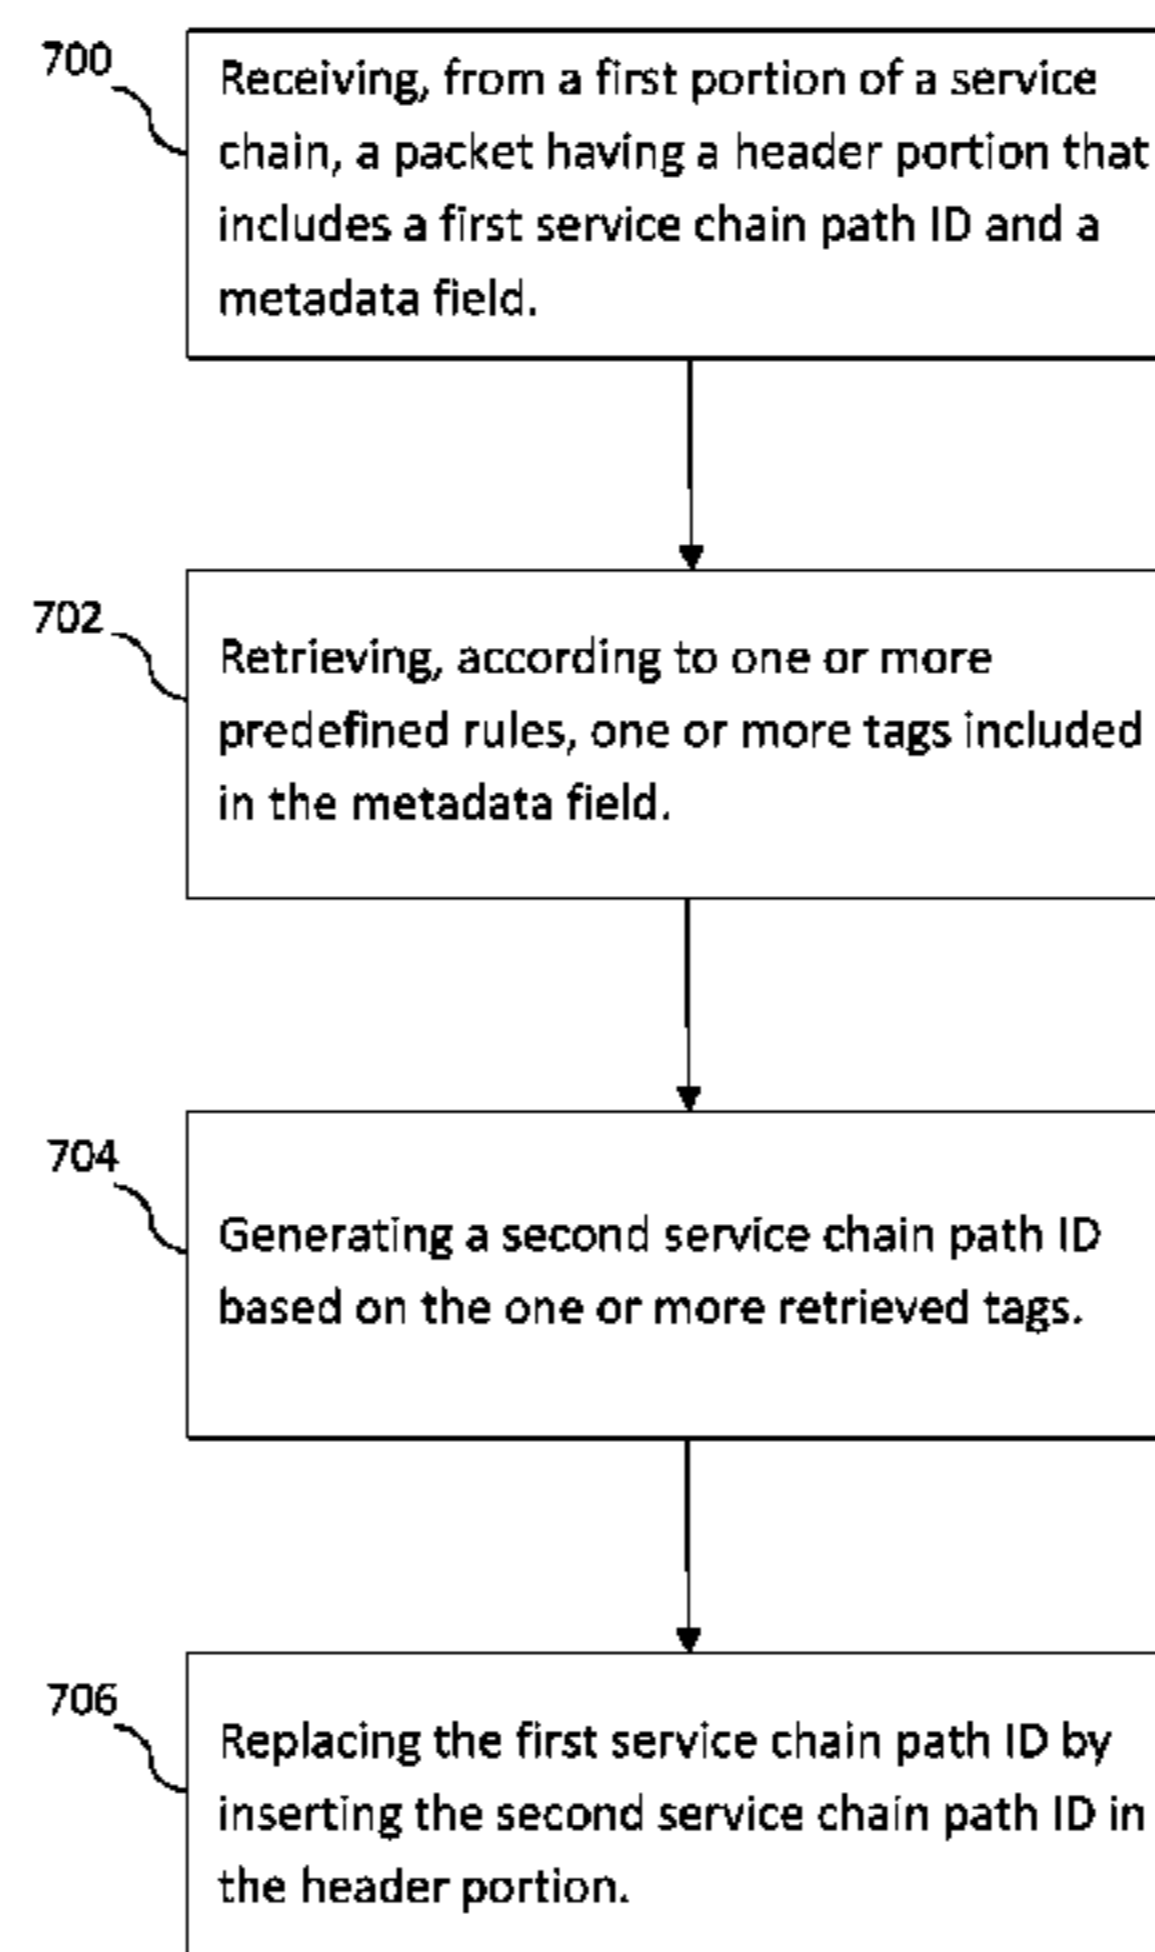 700
Receiving, from a first portion of a service
chain, a packet having a header portion that
includes a first service chain path ID and a
metadata field.
702
Retrieving, according to one or more
predefined rules, one or more tags included
in the metadata field.
704
Generating a second service chain path ID
based on the one or more retrieved tags.
706
Replacing the first service chain path ID by
inserting the second service chain path ID in
the header portion.